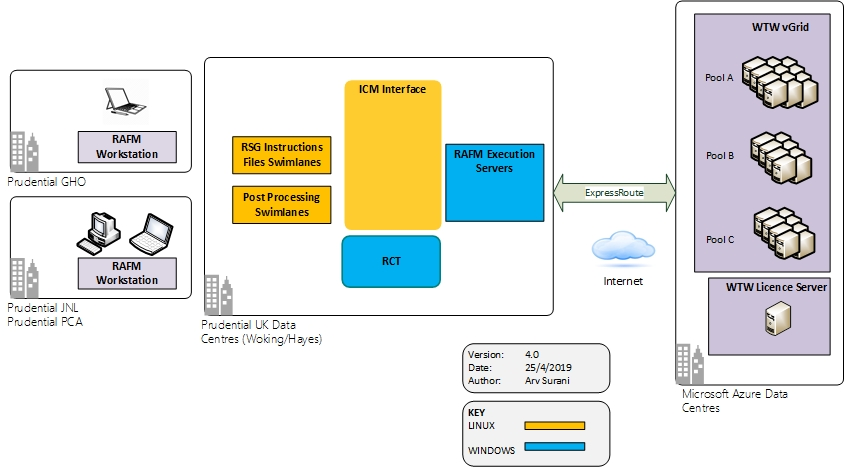 RAFM
Workstation
Prudential GHO
RAFM
Workstation
Prudential JNL
Prudential PCA
ICM Interface
RSG Instructions
Files Swimlanes
Post Processing
Swimlanes
RAFM Execution
Servers
RCT
Prudential UK Data
Centres (Woking/Hayes)
ExpressRoute
Internet
WTW vGrid
Pool A
Pool B
Pool C
WTW Licence Server
Microsoft Azure Data
Centres
Version: 4.0
Date: 25/4/2019
Author: Arv Surani
KEY
LINUX
WINDOWS